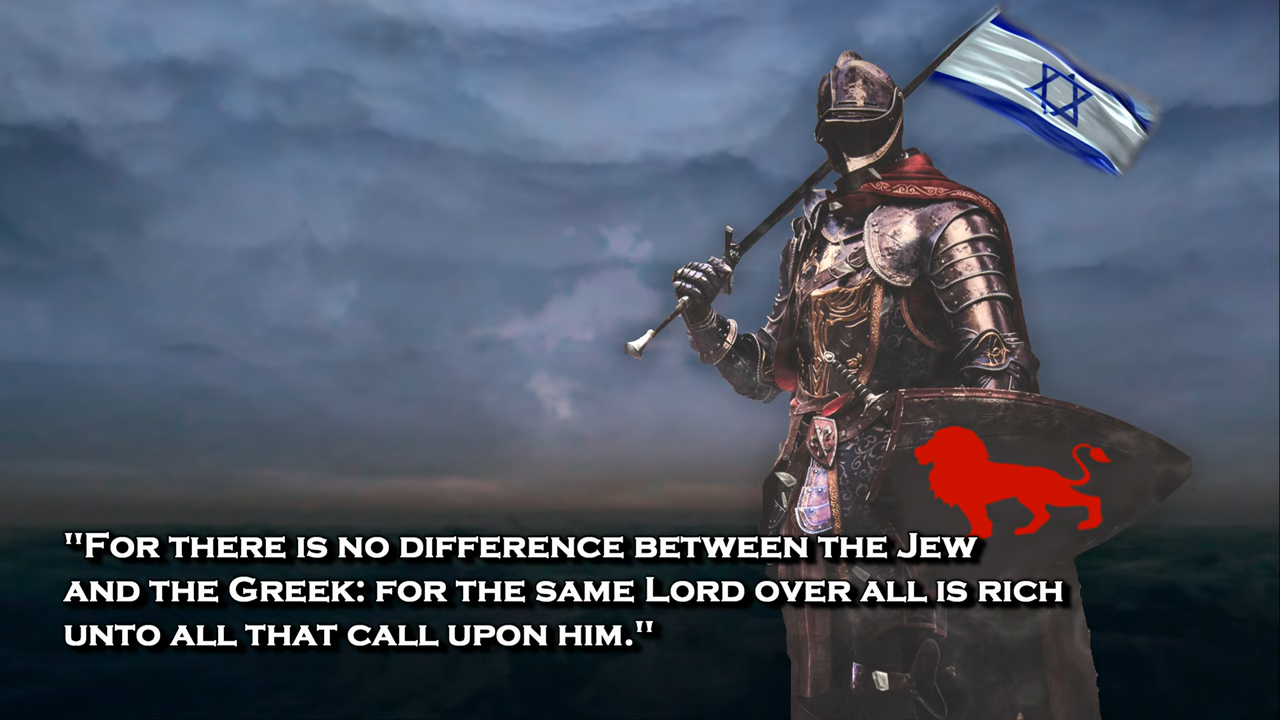 "For there is no difference between the Jew
and the Greek: for the same Lord over all is rich
unto all that call upon him."